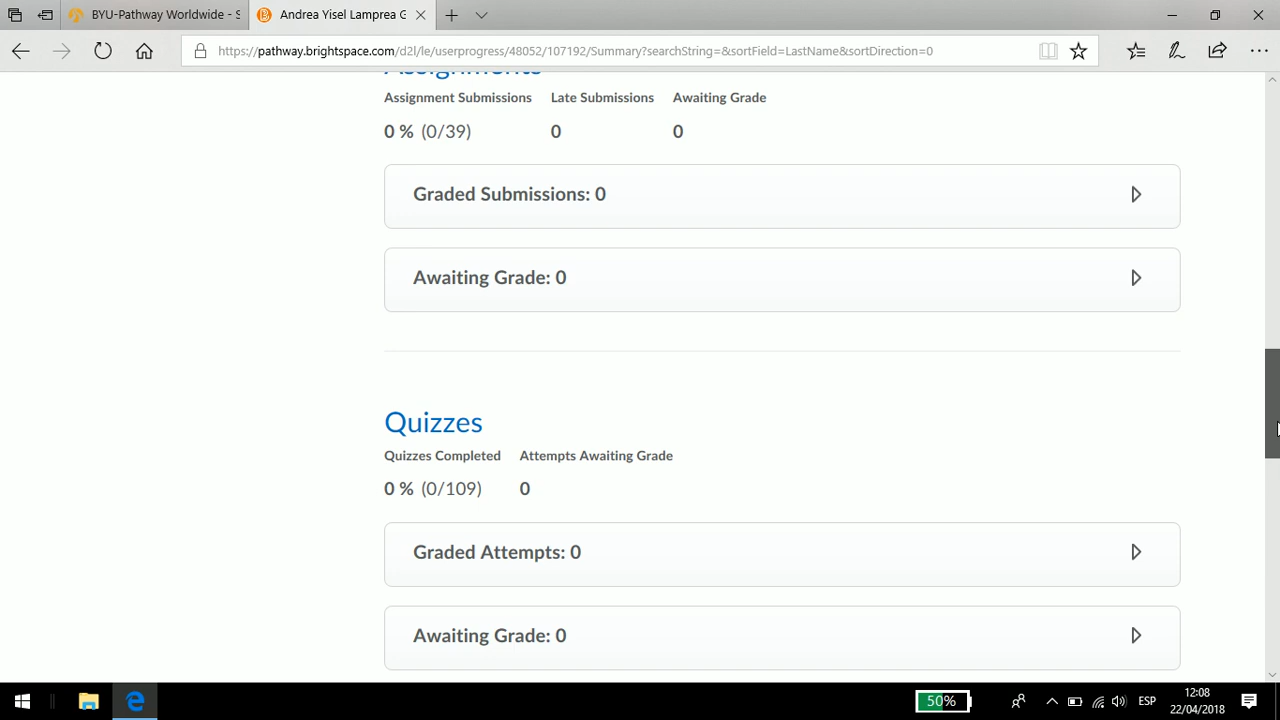 BYU-Pathway Worldwide - S
Andrea Yisel Lamprea G
https://pathway.brightspace.com/d2l/le/userprogress/48052/107192/Summary?searchString=&sortField=LastName&sortDirection=0
Assignments
Assignment Submissions Late Submissions Awaiting Grade
0 % (0/39) 0 0
Graded Submissions: 0
Awaiting Grade: 0
Quizzes
Quizzes Completed Attempts Awaiting Grade
0 % (0/109) 0
Graded Attempts: 0
Awaiting Grade: 0
50% ESP 12:08
22/04/2018